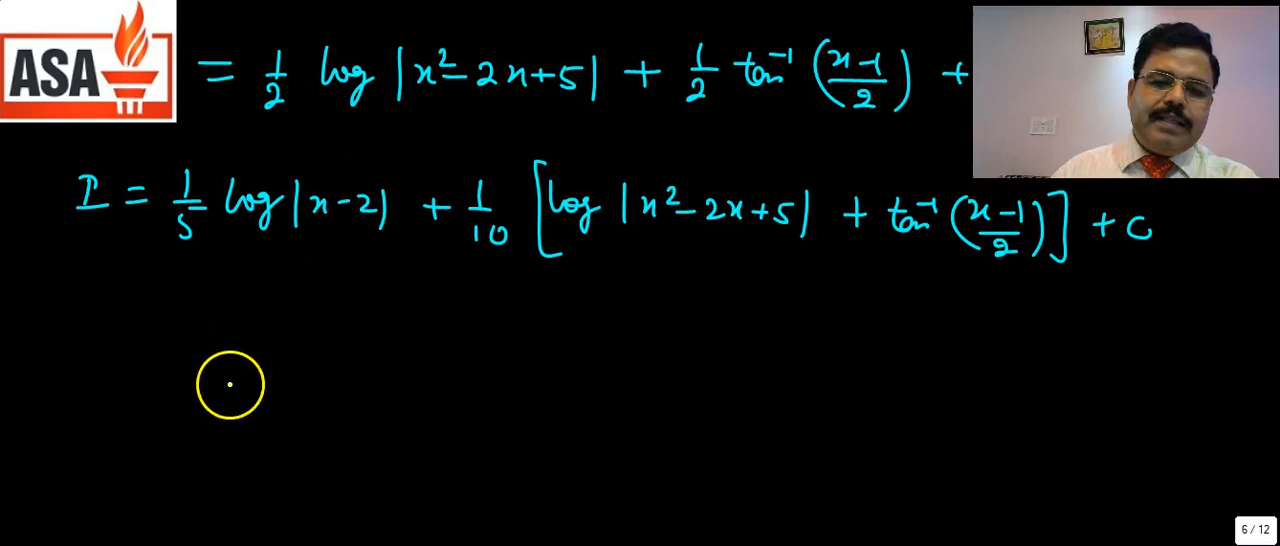 ASA
= 1/2 log |x² - 2x + 5| + 1/2 tan⁻¹ ((x-1)/2) +
I = 1/5 log |x - 2| + 1/10 [log |x² - 2x + 5| + tan⁻¹ ((x-1)/2)] + c
6 / 12